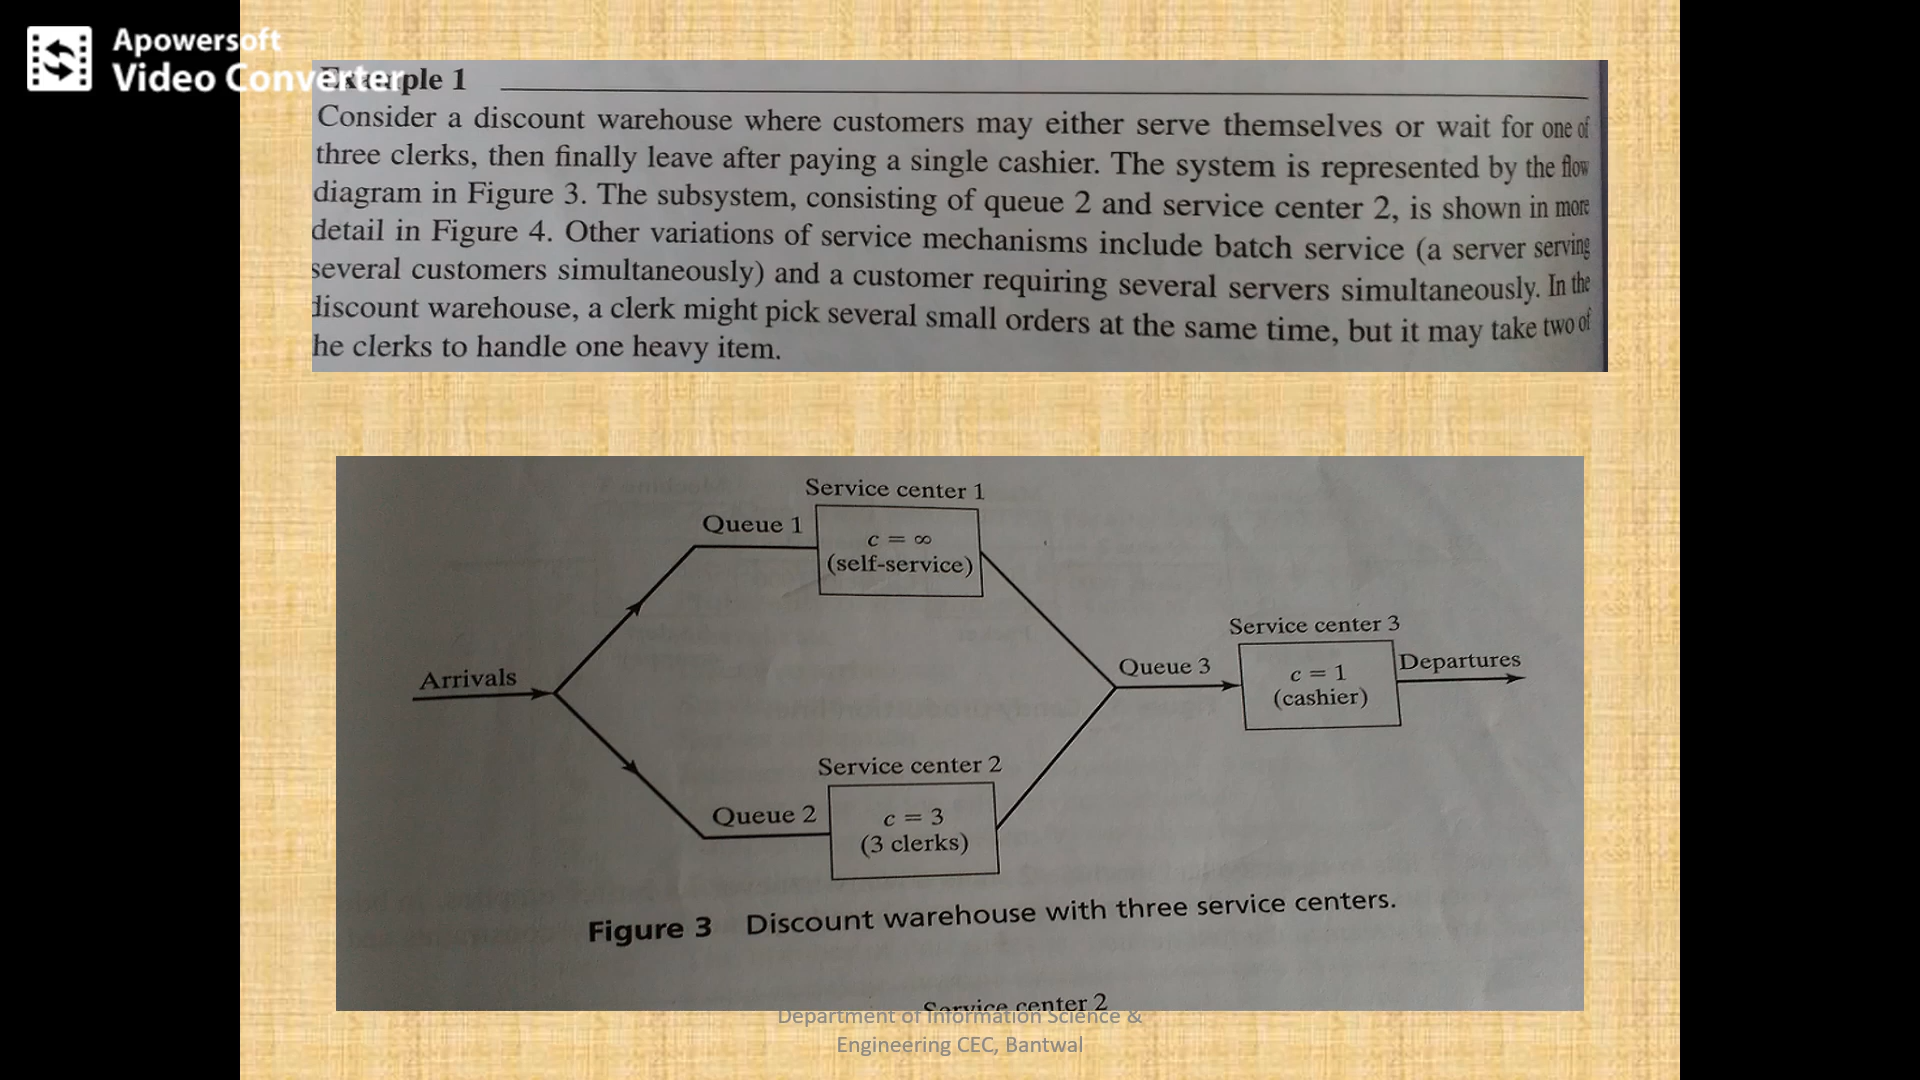 Apowersoft
Video Converter
Example 1
Consider a discount warehouse where customers may either serve themselves or wait for one of
three clerks, then finally leave after paying a single cashier. The system is represented by the flow
diagram in Figure 3. The subsystem, consisting of queue 2 and service center 2, is shown in more
detail in Figure 4. Other variations of service mechanisms include batch service (a server serving
several customers simultaneously) and a customer requiring several servers simultaneously. In the
discount warehouse, a clerk might pick several small orders at the same time, but it may take two of
he clerks to handle one heavy item.
Service center 1
Queue 1
c = ∞
(self-service)
Arrivals
Service center 3
Queue 3
c = 1
(cashier)
Departures
Service center 2
Queue 2
c = 3
(3 clerks)
Figure 3 Discount warehouse with three service centers.
Service center 2
Department of Information Science &
Engineering CEC, Bantwal